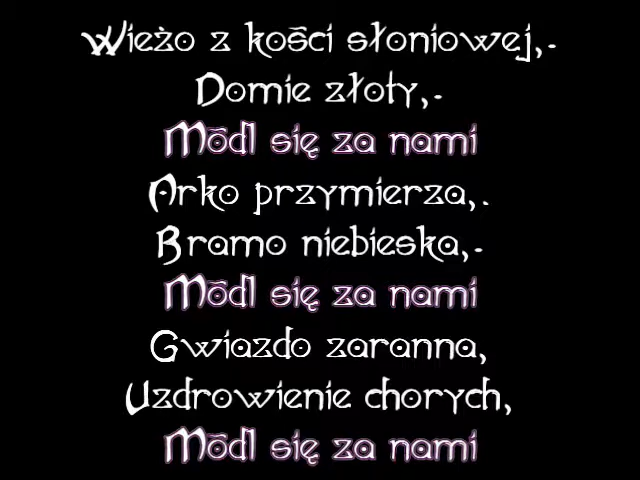 Wieżo z kości słoniowej,-
Domie złoty,-
Módl się za nami
Arko przymierza,.
Bramo niebieska,-
Módl się za nami
Gwiazdo zaranna,
Uzdrowienie chorych,
Módl się za nami